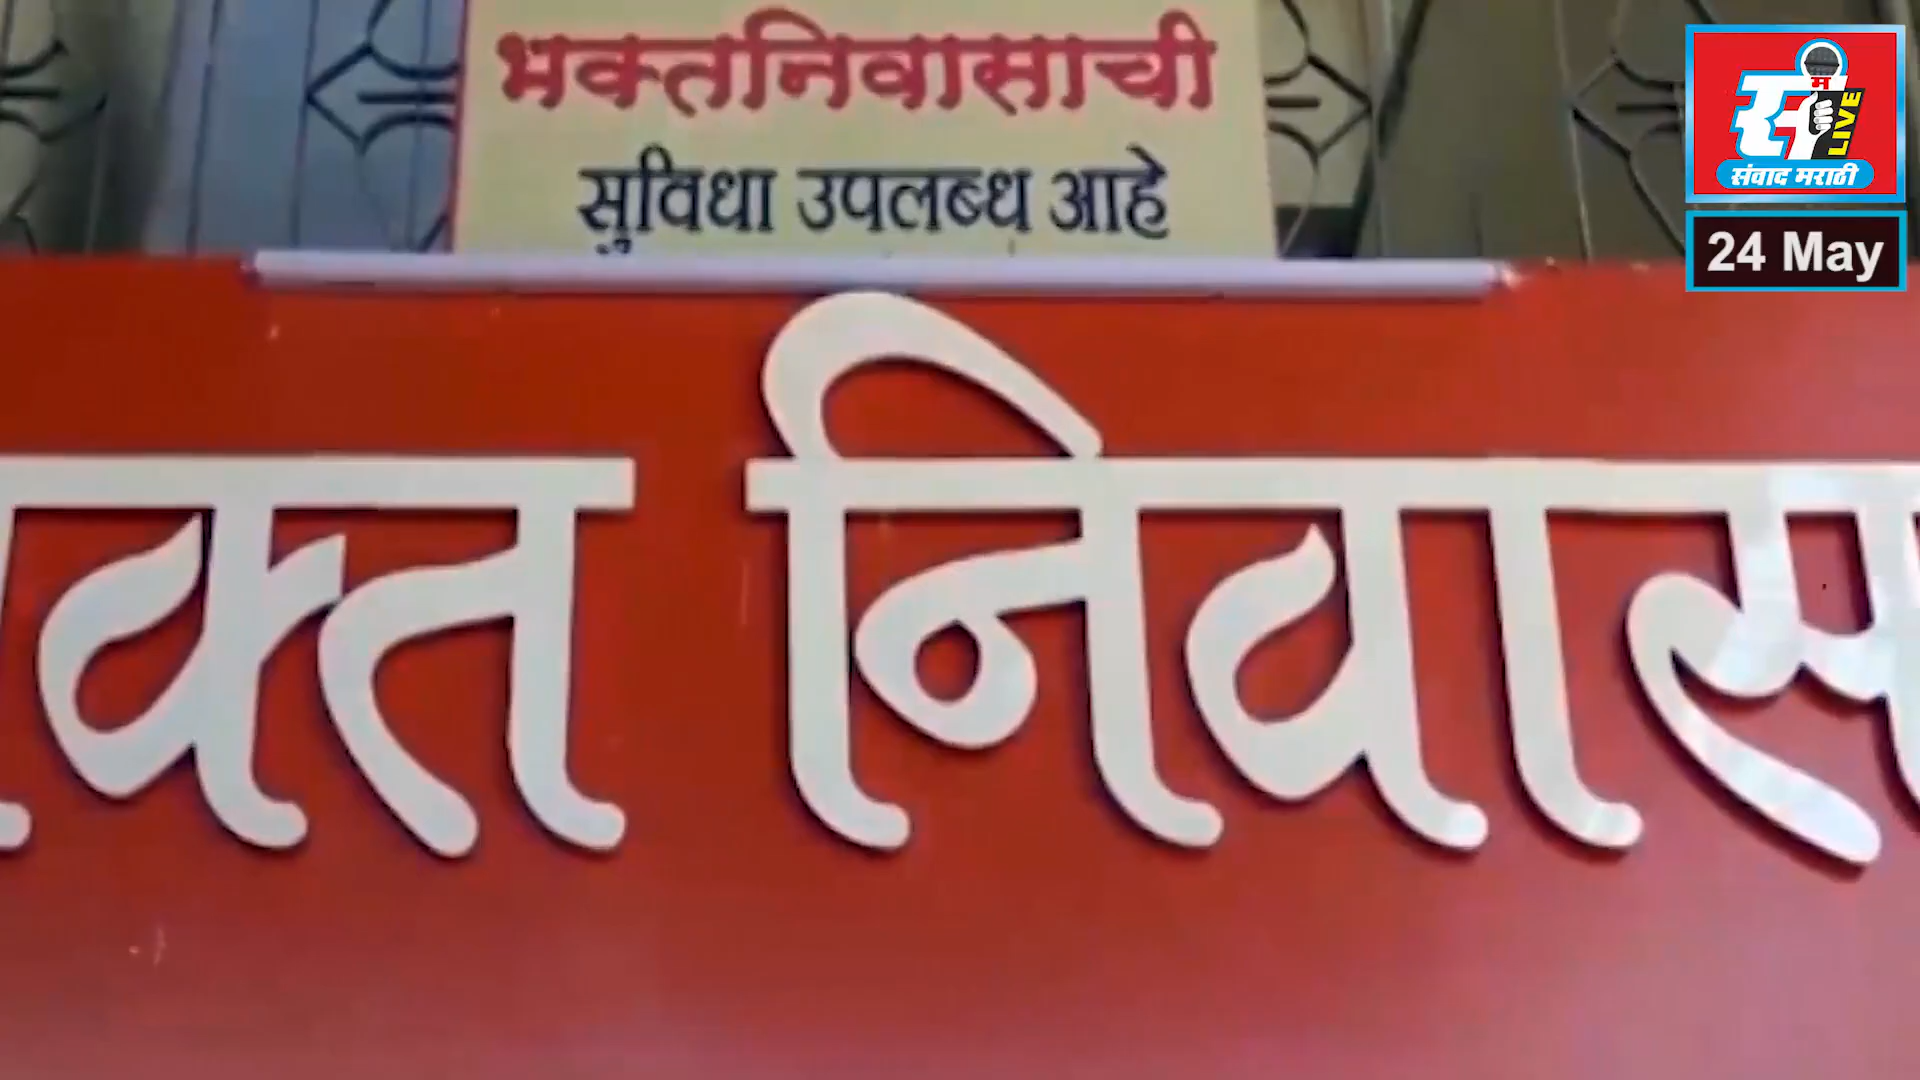 भक्तनिवासाची
सुविधा उपलब्ध आहे
क्त निवास
सं म LIVE
संवाद मराठी
24 May